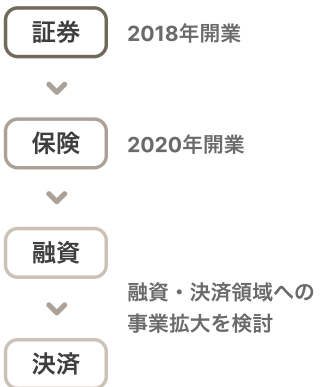 証券
2018年開業
保険
2020年開業
融資
融資・決済領域への
事業拡大を検討
決済